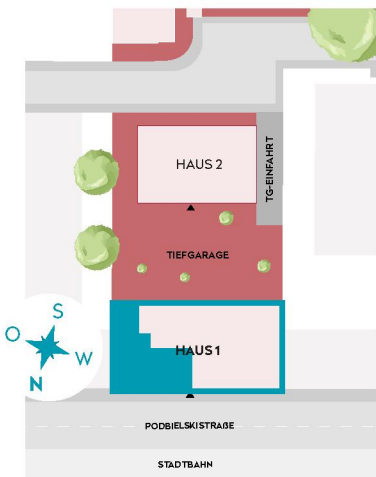 HAUS 2
TG-EINFAHRT
TIEFGARAGE
S
O
W
N
HAUS 1
PODBIELSKISTRAßE
STADTBAHN